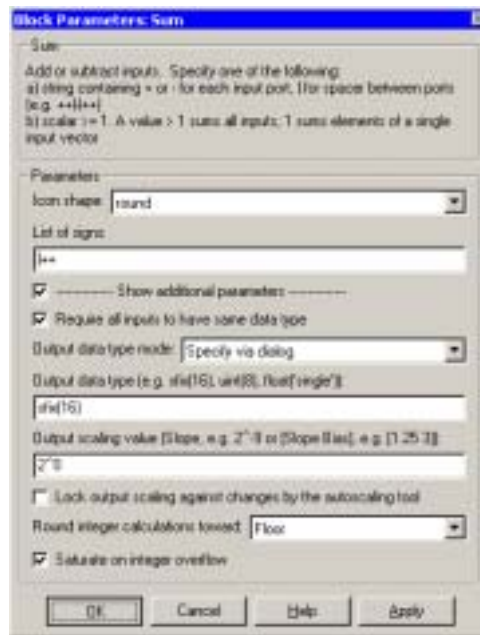 Block Parameters: Sum
Sum
Add or subtract inputs. Specify one of the following:
a) string containing + or - for each input port, | for spacer between ports
(e.g. ++|-|++)
b) scalar >= 1. A value > 1 sums all inputs; 1 sums elements of a single
input vector
Parameters
Icon shape: round
List of signs:
|++
---------- Show additional parameters ----------
Require all inputs to have same data type
Output data type mode: Specify via dialog
Output data type (e.g. sfix(16), uint(8), float('single')):
sfix(16)
Output scaling value (Slope, e.g. 2^-9 or [Slope Bias], e.g. [1.25 3]):
2^0
Lock output scaling against changes by the autoscaling tool
Round integer calculations toward: Floor
Saturate on integer overflow
OK
Cancel
Help
Apply